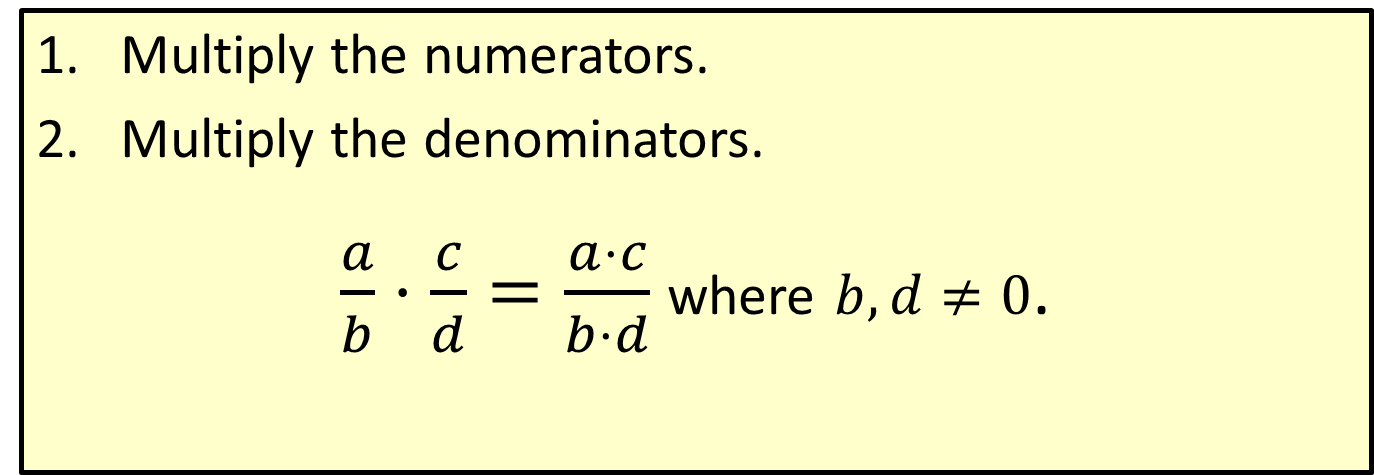 1. Multiply the numerators.
2. Multiply the denominators.
a/b · c/d = a·c/b·d where b, d ≠ 0.